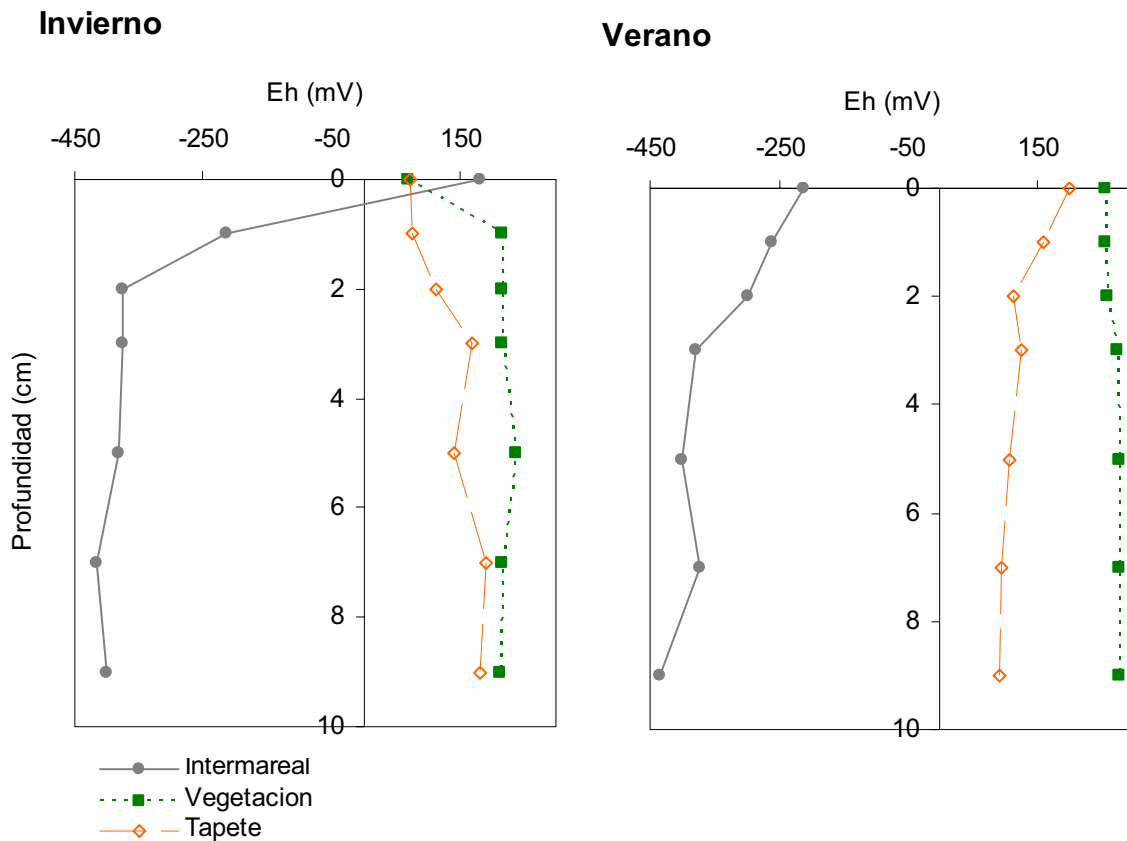 Invierno
Eh (mV)
-450 -250 -50 150
0
2
4
6
8
10
Profundidad (cm)
Intermareal
Vegetacion
Tapete
Verano
Eh (mV)
-450 -250 -50 150
0
2
4
6
8
10